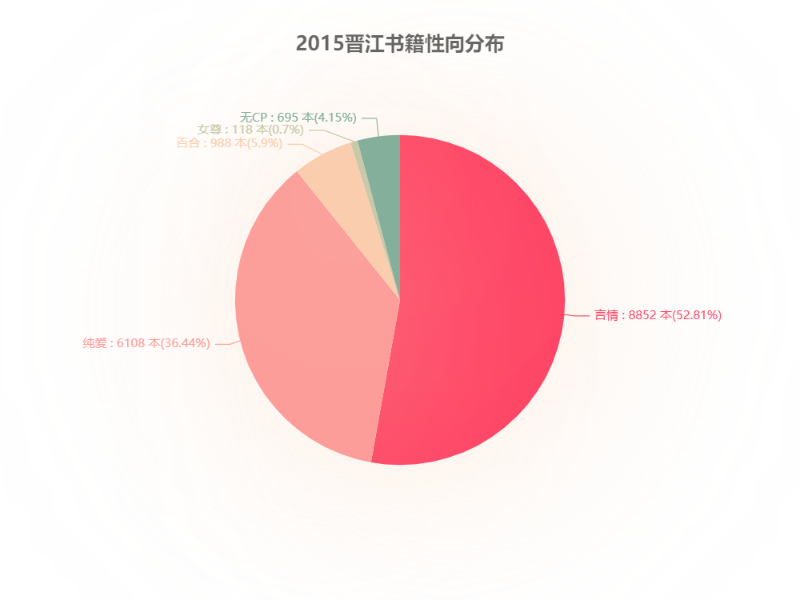 2015晋江书籍性向分布
无CP : 695 本(4.15%)
女尊 : 118 本(0.7%)
百合 : 988 本(5.9%)
言情 : 8852 本(52.81%)
纯爱 : 6108 本(36.44%)